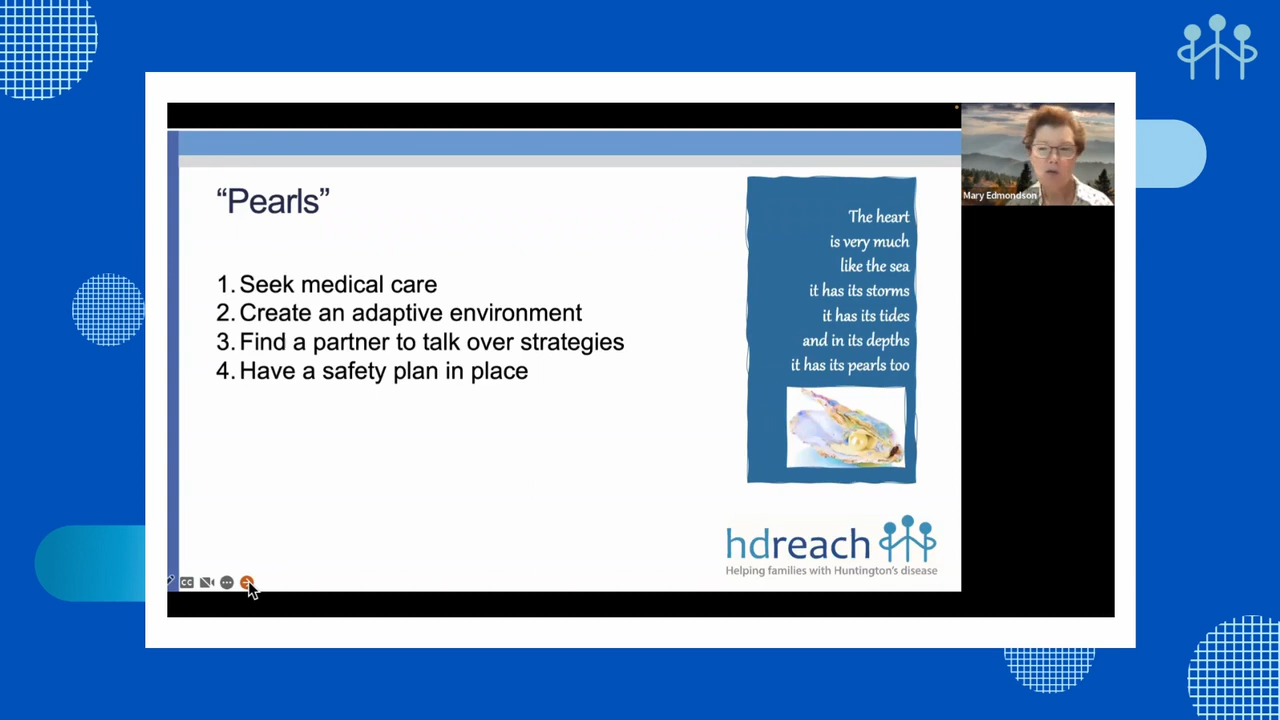 “Pearls”
1. Seek medical care
2. Create an adaptive environment
3. Find a partner to talk over strategies
4. Have a safety plan in place
The heart
is very much
like the sea
it has its storms
it has its tides
and in its depths
it has its pearls too
hdreach
Helping families with Huntington's disease
CC
Mary Edmondson